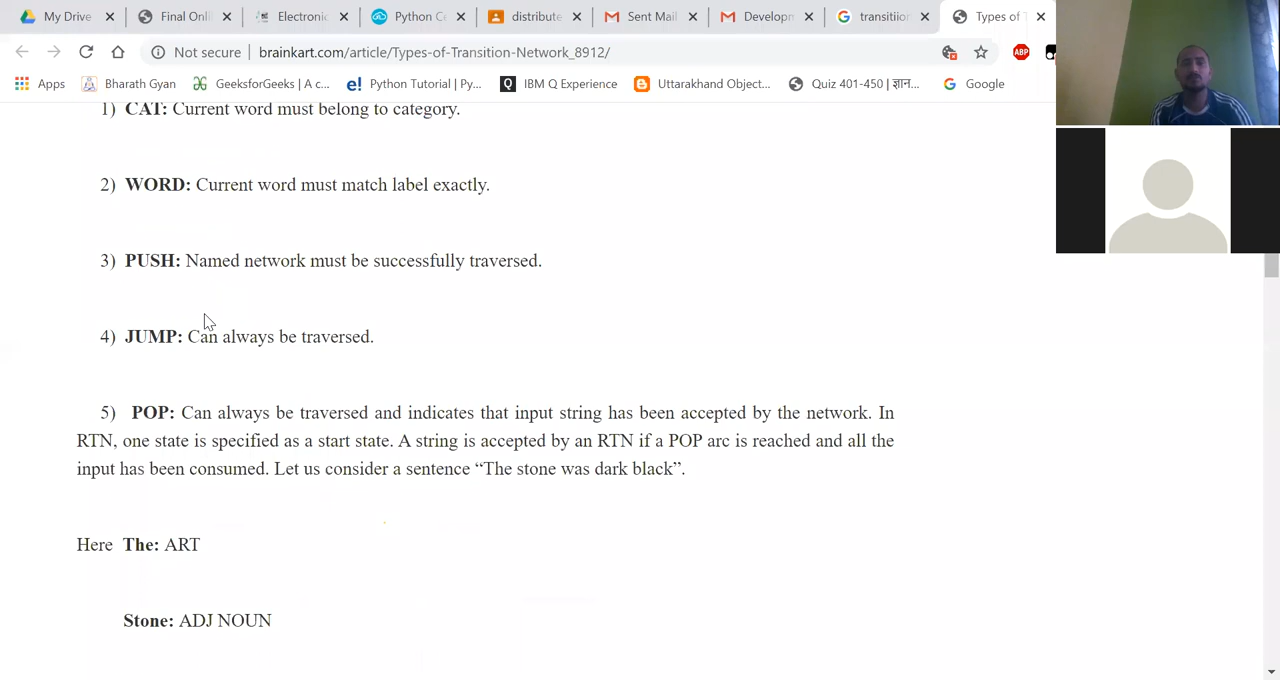 My Drive
Final Onli
Electronic
Python Ce
distribute
Sent Mail
Developm
transitiion
Types of T
Not secure | brainkart.com/article/Types-of-Transition-Network_8912/
ABP
Apps
Bharath Gyan
GeeksforGeeks | A c...
e! Python Tutorial | Py...
Q IBM Q Experience
Uttarakhand Object...
Quiz 401-450 | ज्ञान...
G Google
1) CAT: Current word must belong to category.
2) WORD: Current word must match label exactly.
3) PUSH: Named network must be successfully traversed.
4) JUMP: Can always be traversed.
5) POP: Can always be traversed and indicates that input string has been accepted by the network. In
RTN, one state is specified as a start state. A string is accepted by an RTN if a POP arc is reached and all the
input has been consumed. Let us consider a sentence “The stone was dark black”.
Here The: ART
Stone: ADJ NOUN